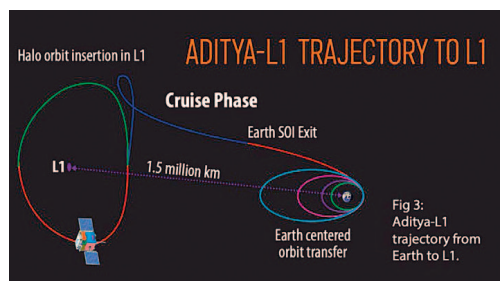 ADITYA-L1 TRAJECTORY TO L1
Halo orbit insertion in L1
Cruise Phase
Earth SOI Exit
L1
1.5 million km
Earth centered
orbit transfer
Fig 3:
Aditya-L1
trajectory from
Earth to L1.